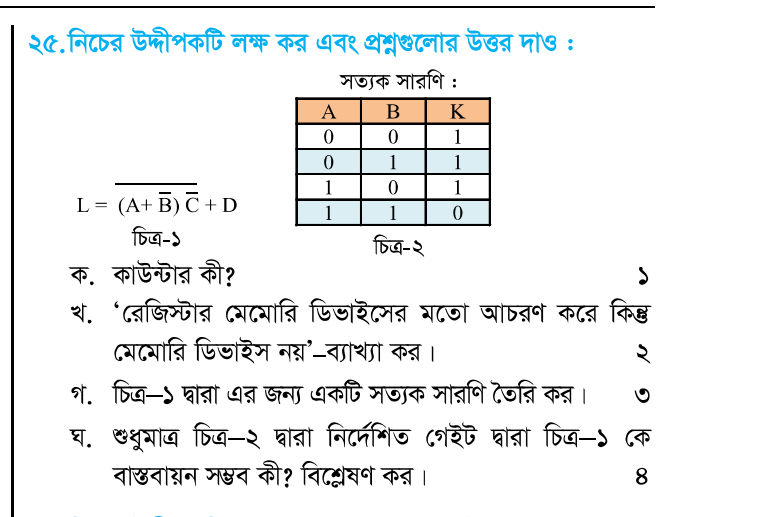 ২৫.নিচের উদ্দীপকটি লক্ষ কর এবং প্রশ্নগুলোর উত্তর দাও :
সত্যক সারণি :
A B K
0 0 1
0 1 1
1 0 1
1 1 0
L = \overline{(A+ \overline{B}) \overline{C}} + D
চিত্র-১
চিত্র-২
ক. কাউন্টার কী? ১
খ. ‘রেজিস্টার মেমোরি ডিভাইসের মতো আচরণ করে কিন্তু
মেমোরি ডিভাইস নয়’–ব্যাখ্যা কর। ২
গ. চিত্র–১ দ্বারা এর জন্য একটি সত্যক সারণি তৈরি কর। ৩
ঘ. শুধুমাত্র চিত্র–২ দ্বারা নির্দেশিত গেইট দ্বারা চিত্র–১ কে
বাস্তবায়ন সম্ভব কী? বিশ্লেষণ কর। ৪